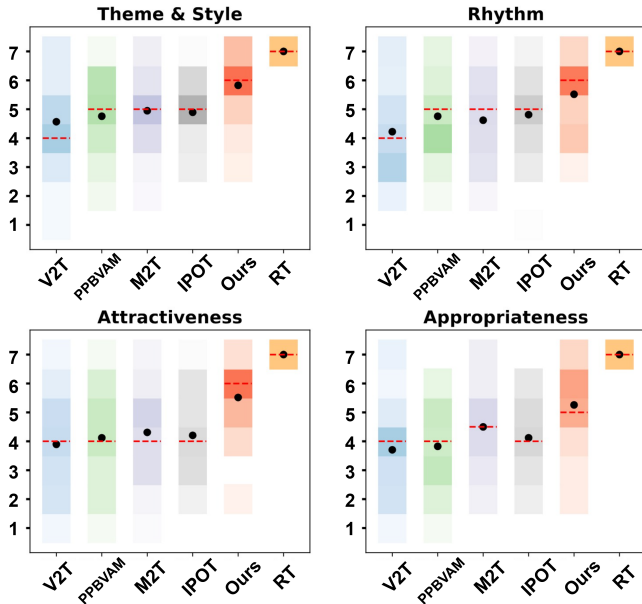 Theme & Style
7
6
5
4
3
2
1
V2T
PPBVAM
M2T
IPOT
Ours
RT
Rhythm
7
6
5
4
3
2
1
V2T
PPBVAM
M2T
IPOT
Ours
RT
Attractiveness
7
6
5
4
3
2
1
V2T
PPBVAM
M2T
IPOT
Ours
RT
Appropriateness
7
6
5
4
3
2
1
V2T
PPBVAM
M2T
IPOT
Ours
RT